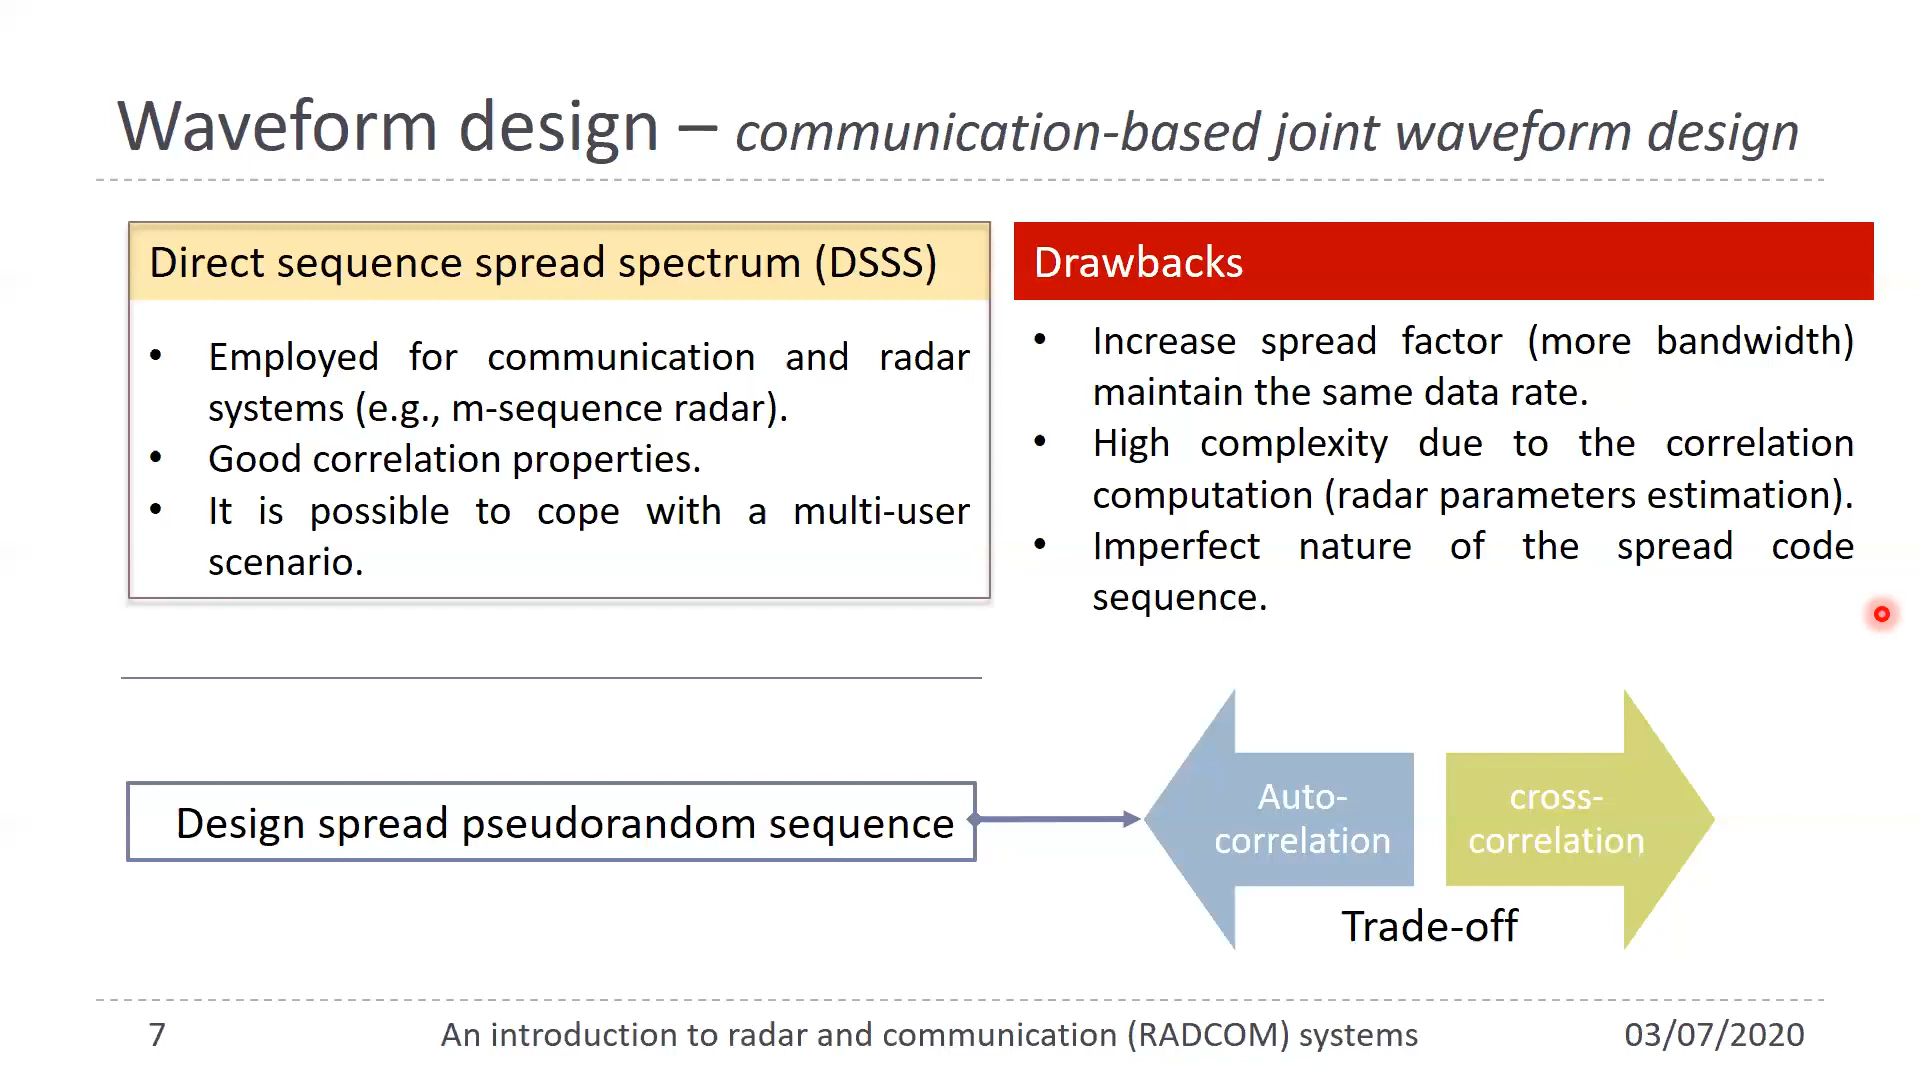 Waveform design – communication-based joint waveform design
Direct sequence spread spectrum (DSSS)
• Employed for communication and radar
systems (e.g., m-sequence radar).
• Good correlation properties.
• It is possible to cope with a multi-user
scenario.
Drawbacks
• Increase spread factor (more bandwidth)
maintain the same data rate.
• High complexity due to the correlation
computation (radar parameters estimation).
• Imperfect nature of the spread code
sequence.
Design spread pseudorandom sequence
Auto-
correlation
cross-
correlation
Trade-off
7 An introduction to radar and communication (RADCOM) systems 03/07/2020